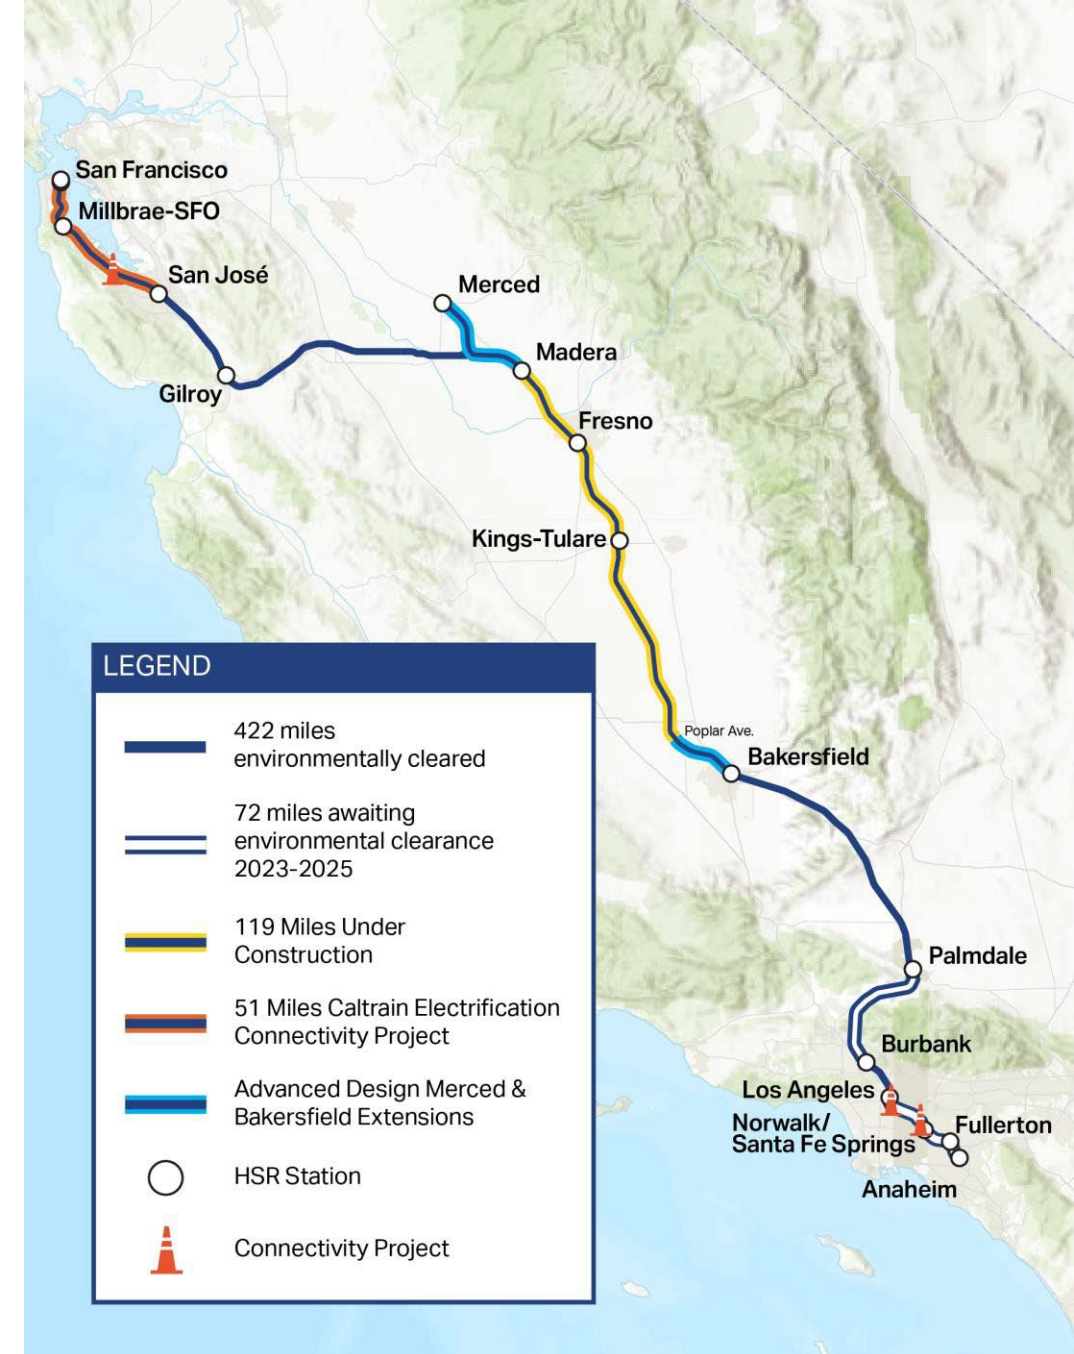 San Francisco
Millbrae-SFO
San José
Merced
Madera
Gilroy
Fresno
Kings-Tulare
Poplar Ave.
Bakersfield
Palmdale
Burbank
Los Angeles
Norwalk/
Santa Fe Springs
Fullerton
Anaheim
LEGEND
422 miles
environmentally cleared
72 miles awaiting
environmental clearance
2023-2025
119 Miles Under
Construction
51 Miles Caltrain Electrification
Connectivity Project
Advanced Design Merced &
Bakersfield Extensions
HSR Station
Connectivity Project